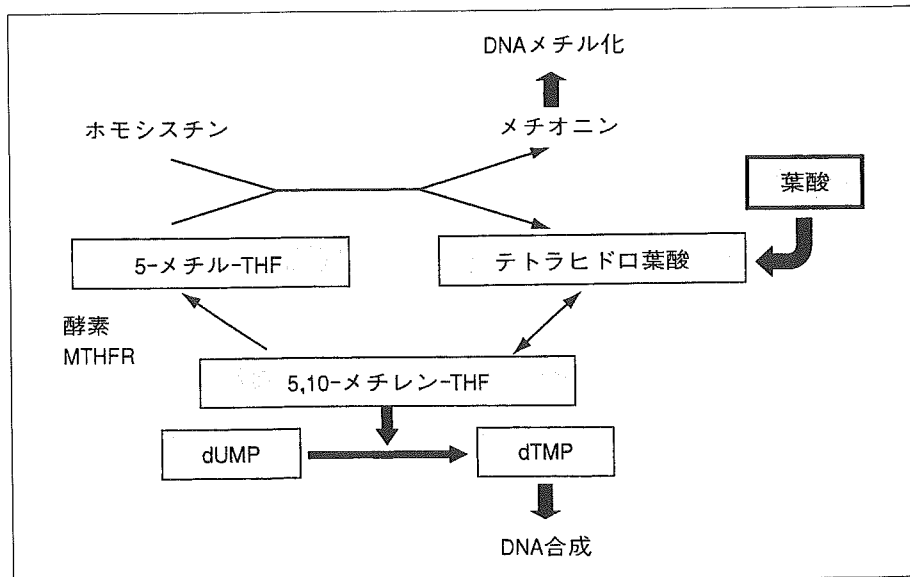 DNAメチル化
ホモシスチン
メチオニン
葉酸
5-メチル-THF
テトラヒドロ葉酸
酵素
MTHFR
5,10-メチレン-THF
dUMP
dTMP
DNA合成